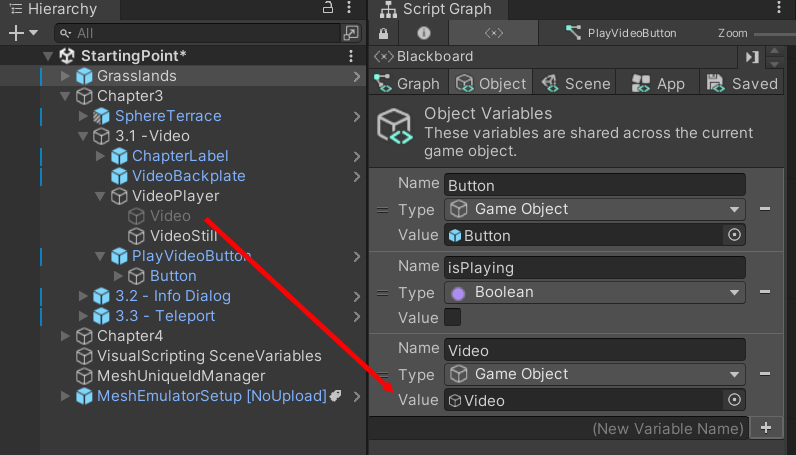 Hierarchy
All
StartingPoint*
Grasslands
Chapter3
SphereTerrace
3.1 -Video
ChapterLabel
VideoBackplate
VideoPlayer
Video
VideoStill
PlayVideoButton
Button
3.2 - Info Dialog
3.3 - Teleport
Chapter4
VisualScripting SceneVariables
MeshUniqueIdManager
MeshEmulatorSetup [NoUpload]
Script Graph
PlayVideoButton Zoom
Blackboard
Graph Object Scene App Saved
Object Variables
These variables are shared across the current
game object.
Name Button
Type Game Object
Value Button
Name isPlaying
Type Boolean
Value
Name Video
Type Game Object
Value Video
(New Variable Name)